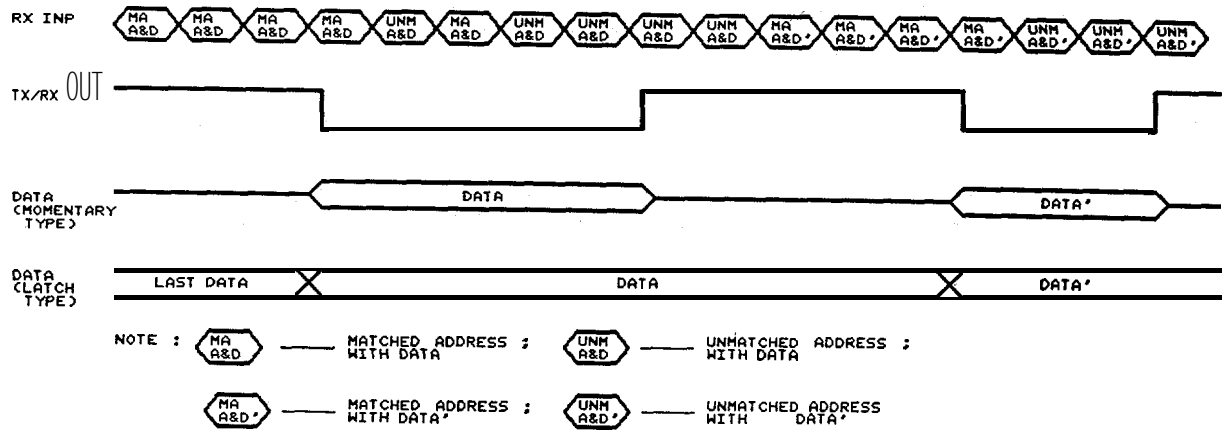 RX INP MA MA MA MA UNM MA UNM UNM UNM UNM MA MA MA MA UNM UNM UNM
A&D A&D A&D A&D A&D A&D A&D A&D A&D A&D A&D' A&D' A&D' A&D' A&D' A&D' A&D'
TX/RX OUT
DATA
(MOMENTARY
TYPE)
DATA DATA'
DATA
(LATCH
TYPE)
LAST DATA DATA DATA'
NOTE : MA A&D MATCHED ADDRESS ;
WITH DATA
UNM A&D UNMATCHED ADDRESS ;
WITH DATA
MA A&D' MATCHED ADDRESS ;
WITH DATA'
UNM A&D' UNMATCHED ADDRESS
WITH DATA'